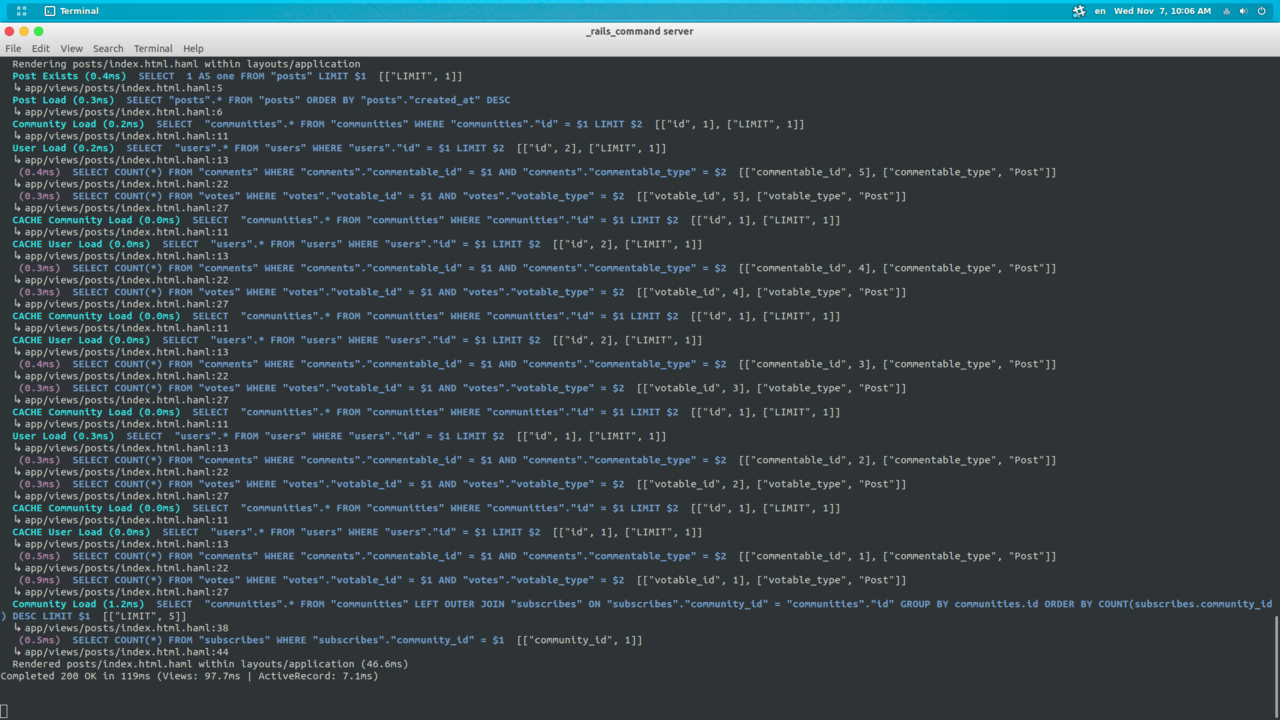 Terminal
en Wed Nov 7, 10:06 AM
_rails_command server
File Edit View Search Terminal Help
Rendering posts/index.html.haml within layouts/application
Post Exists (0.4ms)  SELECT  1 AS one FROM "posts" LIMIT $1  [["LIMIT", 1]]
↳ app/views/posts/index.html.haml:5
Post Load (0.3ms)  SELECT "posts".* FROM "posts" ORDER BY "posts"."created_at" DESC
↳ app/views/posts/index.html.haml:6
Community Load (0.2ms)  SELECT  "communities".* FROM "communities" WHERE "communities"."id" = $1 LIMIT $2  [["id", 1], ["LIMIT", 1]]
↳ app/views/posts/index.html.haml:11
User Load (0.2ms)  SELECT  "users".* FROM "users" WHERE "users"."id" = $1 LIMIT $2  [["id", 2], ["LIMIT", 1]]
↳ app/views/posts/index.html.haml:13
(0.4ms)  SELECT COUNT(*) FROM "comments" WHERE "comments"."commentable_id" = $1 AND "comments"."commentable_type" = $2  [["commentable_id", 5], ["commentable_type", "Post"]]
↳ app/views/posts/index.html.haml:22
(0.3ms)  SELECT COUNT(*) FROM "votes" WHERE "votes"."votable_id" = $1 AND "votes"."votable_type" = $2  [["votable_id", 5], ["votable_type", "Post"]]
↳ app/views/posts/index.html.haml:27
CACHE Community Load (0.0ms)  SELECT  "communities".* FROM "communities" WHERE "communities"."id" = $1 LIMIT $2  [["id", 1], ["LIMIT", 1]]
↳ app/views/posts/index.html.haml:11
CACHE User Load (0.0ms)  SELECT  "users".* FROM "users" WHERE "users"."id" = $1 LIMIT $2  [["id", 2], ["LIMIT", 1]]
↳ app/views/posts/index.html.haml:13
(0.3ms)  SELECT COUNT(*) FROM "comments" WHERE "comments"."commentable_id" = $1 AND "comments"."commentable_type" = $2  [["commentable_id", 4], ["commentable_type", "Post"]]
↳ app/views/posts/index.html.haml:22
(0.3ms)  SELECT COUNT(*) FROM "votes" WHERE "votes"."votable_id" = $1 AND "votes"."votable_type" = $2  [["votable_id", 4], ["votable_type", "Post"]]
↳ app/views/posts/index.html.haml:27
CACHE Community Load (0.0ms)  SELECT  "communities".* FROM "communities" WHERE "communities"."id" = $1 LIMIT $2  [["id", 1], ["LIMIT", 1]]
↳ app/views/posts/index.html.haml:11
CACHE User Load (0.0ms)  SELECT  "users".* FROM "users" WHERE "users"."id" = $1 LIMIT $2  [["id", 2], ["LIMIT", 1]]
↳ app/views/posts/index.html.haml:13
(0.4ms)  SELECT COUNT(*) FROM "comments" WHERE "comments"."commentable_id" = $1 AND "comments"."commentable_type" = $2  [["commentable_id", 3], ["commentable_type", "Post"]]
↳ app/views/posts/index.html.haml:22
(0.3ms)  SELECT COUNT(*) FROM "votes" WHERE "votes"."votable_id" = $1 AND "votes"."votable_type" = $2  [["votable_id", 3], ["votable_type", "Post"]]
↳ app/views/posts/index.html.haml:27
CACHE Community Load (0.0ms)  SELECT  "communities".* FROM "communities" WHERE "communities"."id" = $1 LIMIT $2  [["id", 1], ["LIMIT", 1]]
↳ app/views/posts/index.html.haml:11
User Load (0.3ms)  SELECT  "users".* FROM "users" WHERE "users"."id" = $1 LIMIT $2  [["id", 1], ["LIMIT", 1]]
↳ app/views/posts/index.html.haml:13
(0.3ms)  SELECT COUNT(*) FROM "comments" WHERE "comments"."commentable_id" = $1 AND "comments"."commentable_type" = $2  [["commentable_id", 2], ["commentable_type", "Post"]]
↳ app/views/posts/index.html.haml:22
(0.3ms)  SELECT COUNT(*) FROM "votes" WHERE "votes"."votable_id" = $1 AND "votes"."votable_type" = $2  [["votable_id", 2], ["votable_type", "Post"]]
↳ app/views/posts/index.html.haml:27
CACHE Community Load (0.0ms)  SELECT  "communities".* FROM "communities" WHERE "communities"."id" = $1 LIMIT $2  [["id", 1], ["LIMIT", 1]]
↳ app/views/posts/index.html.haml:11
CACHE User Load (0.0ms)  SELECT  "users".* FROM "users" WHERE "users"."id" = $1 LIMIT $2  [["id", 1], ["LIMIT", 1]]
↳ app/views/posts/index.html.haml:13
(0.5ms)  SELECT COUNT(*) FROM "comments" WHERE "comments"."commentable_id" = $1 AND "comments"."commentable_type" = $2  [["commentable_id", 1], ["commentable_type", "Post"]]
↳ app/views/posts/index.html.haml:22
(0.9ms)  SELECT COUNT(*) FROM "votes" WHERE "votes"."votable_id" = $1 AND "votes"."votable_type" = $2  [["votable_id", 1], ["votable_type", "Post"]]
↳ app/views/posts/index.html.haml:27
Community Load (1.2ms)  SELECT  "communities".* FROM "communities" LEFT OUTER JOIN "subscribes" ON "subscribes"."community_id" = "communities"."id" GROUP BY communities.id ORDER BY COUNT(subscribes.community_id
) DESC LIMIT $1  [["LIMIT", 5]]
↳ app/views/posts/index.html.haml:38
(0.5ms)  SELECT COUNT(*) FROM "subscribes" WHERE "subscribes"."community_id" = $1  [["community_id", 1]]
↳ app/views/posts/index.html.haml:44
Rendered posts/index.html.haml within layouts/application (46.6ms)
Completed 200 OK in 119ms (Views: 97.7ms | ActiveRecord: 7.1ms)